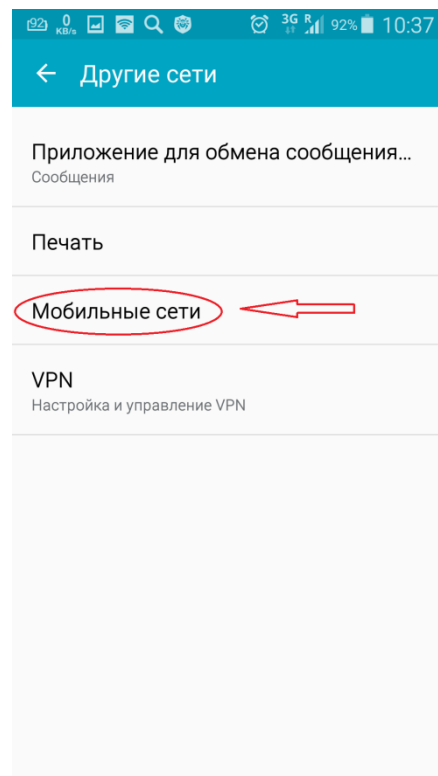 92 0 KB/s 3G R 92% 10:37
Другие сети
Приложение для обмена сообщения...
Сообщения
Печать
Мобильные сети
VPN
Настройка и управление VPN